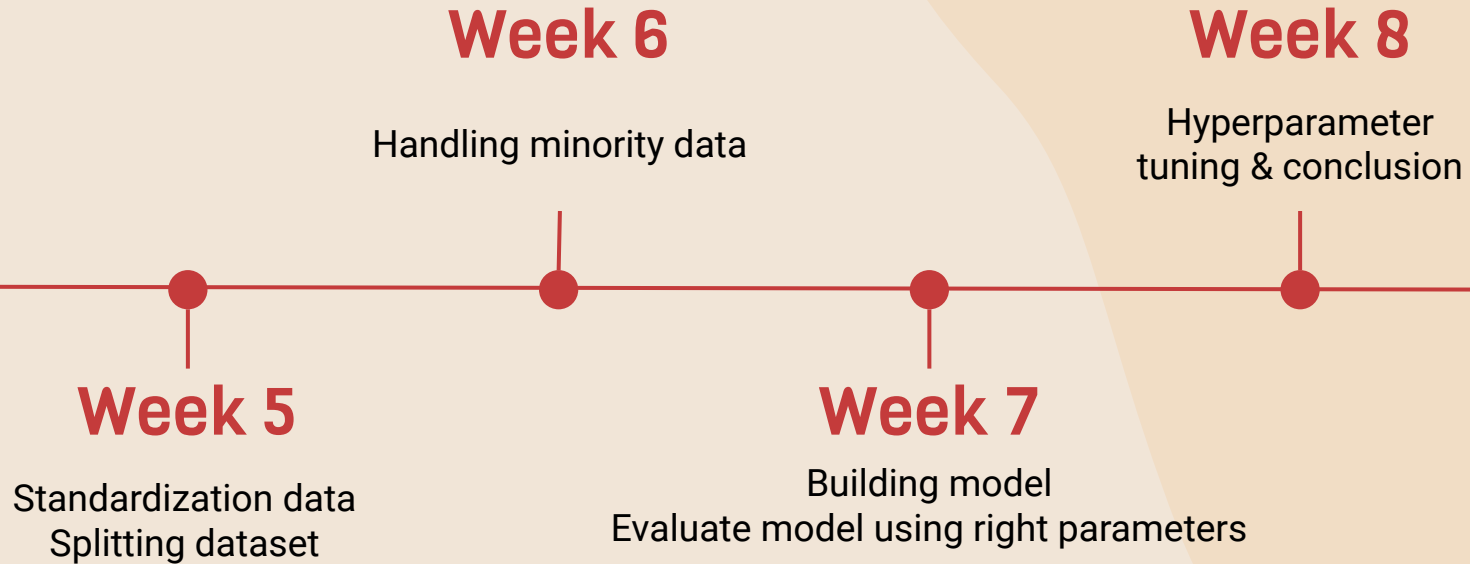 Week 5
Standardization data
Splitting dataset
Week 6
Handling minority data
Week 7
Building model
Evaluate model using right parameters
Week 8
Hyperparameter
tuning & conclusion